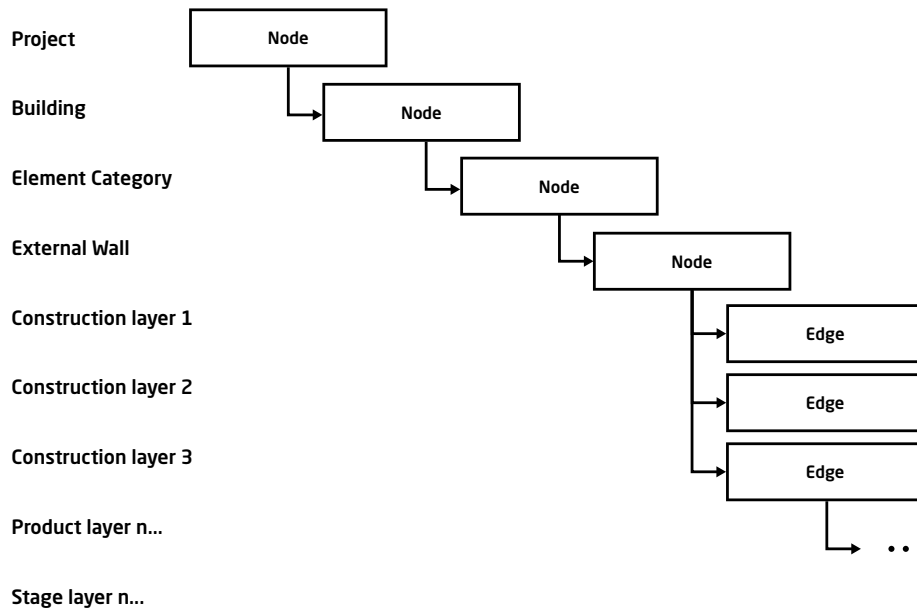 Project
Node
Building
Node
Element Category
Node
External Wall
Node
Construction layer 1
Edge
Construction layer 2
Edge
Construction layer 3
Edge
Product layer n...
..
Stage layer n...